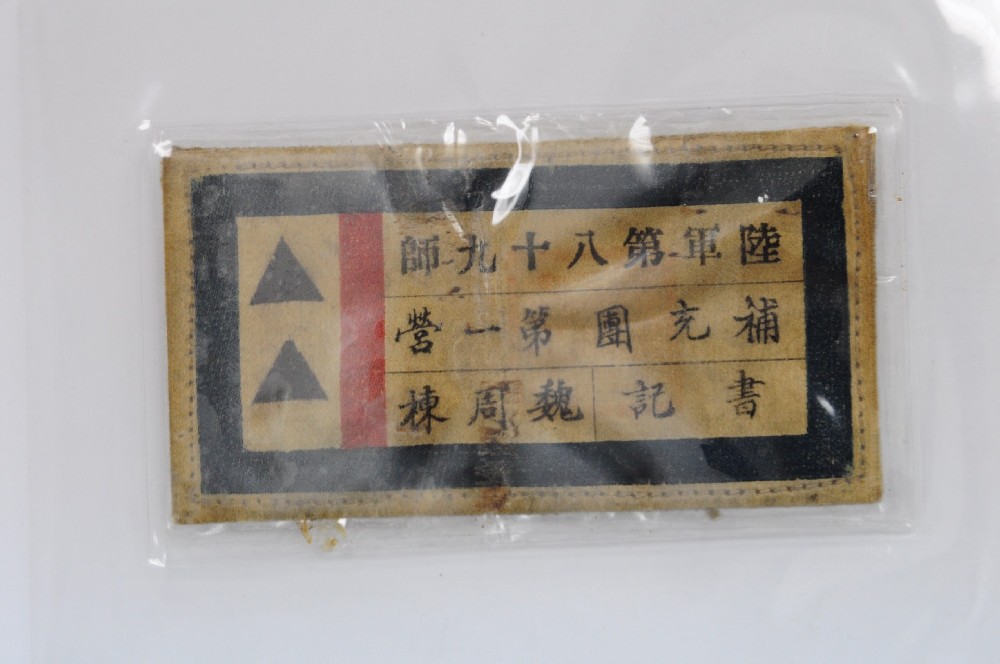 陸軍第八十九師
補充團第一營
書記 魏周棟